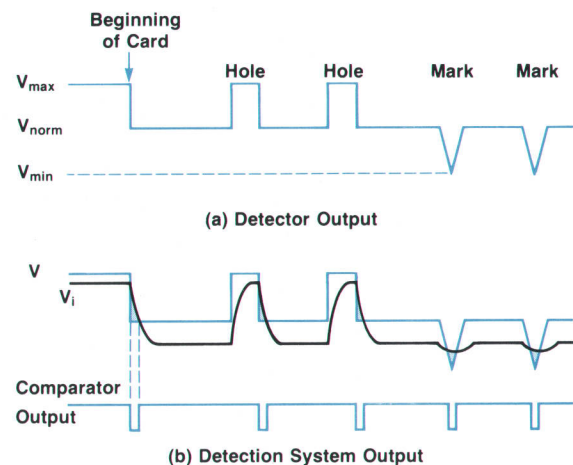 Beginning
of Card
Hole Hole Mark Mark
Vmax
Vnorm
Vmin
(a) Detector Output
V
Vi
Comparator
Output
(b) Detection System Output